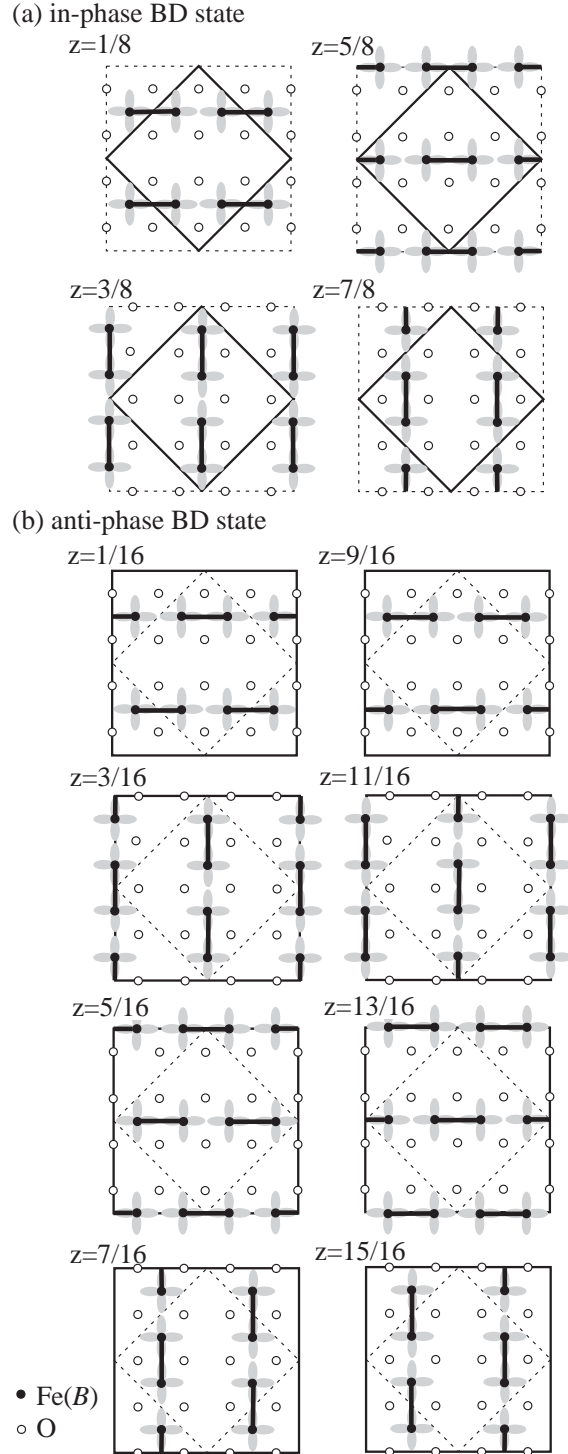 (a) in-phase BD state
z=1/8 z=5/8
z=3/8 z=7/8
(b) anti-phase BD state
z=1/16 z=9/16
z=3/16 z=11/16
z=5/16 z=13/16
z=7/16 z=15/16
Fe(B)
O